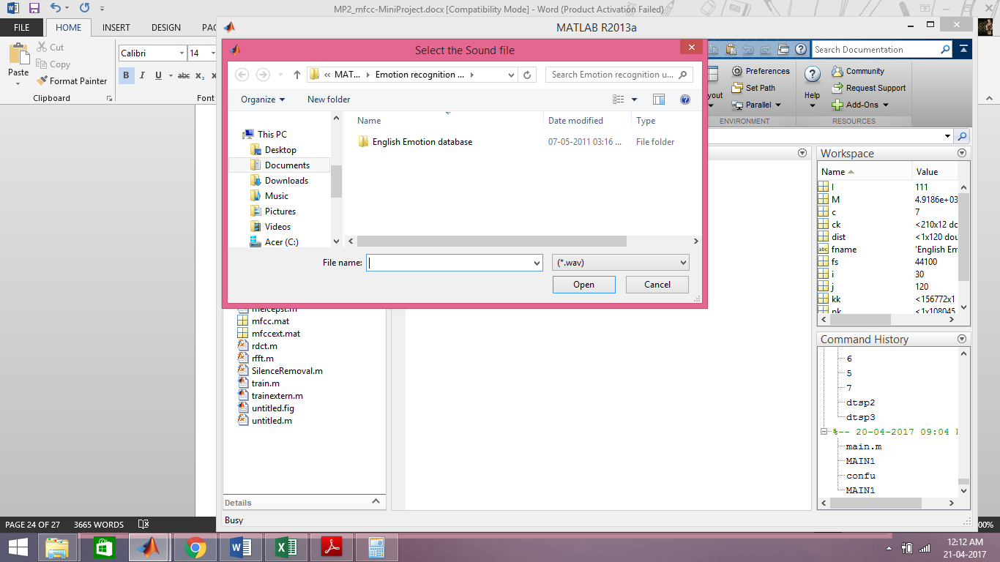 MP2_mfcc-MiniProject.docx [Compatibility Mode] - Word (Product Activation Failed)
FILE HOME INSERT DESIGN PAG
MATLAB R2013a
Cut
Copy
Format Painter
Paste
Clipboard
Calibri 14
B I U abc x₂ x
Font
Select the Sound file
« MAT... Emotion recognition ...
Search Emotion recognition u...
Organize New folder
Name Date modified Type
English Emotion database 07-05-2011 03:16 ... File folder
This PC
Desktop
Documents
Downloads
Music
Pictures
Videos
Acer (C:)
File name: (*.wav)
Open Cancel
Search Documentation
Preferences
Set Path
Parallel
yout
ENVIRONMENT
Help
Community
Request Support
Add-Ons
RESOURCES
melcepst.m
mfcc.mat
mfccext.mat
rdct.m
rfft.m
SilenceRemoval.m
train.m
trainextern.m
untitled.fig
untitled.m
Details
Busy
Workspace
Name Value
l 111
M 4.9186e+03
c 7
ck <210x12 do
dist <1x120 dou
fname 'English Em
fs 44100
i 30
j 120
kk <156772x1
nk <1x108045
Command History
6
5
7
dtsp2
dtsp3
%-- 20-04-2017 09:04
main.m
MAIN1
confu
MAIN1
PAGE 24 OF 27 3665 WORDS
00%
12:12 AM
21-04-2017